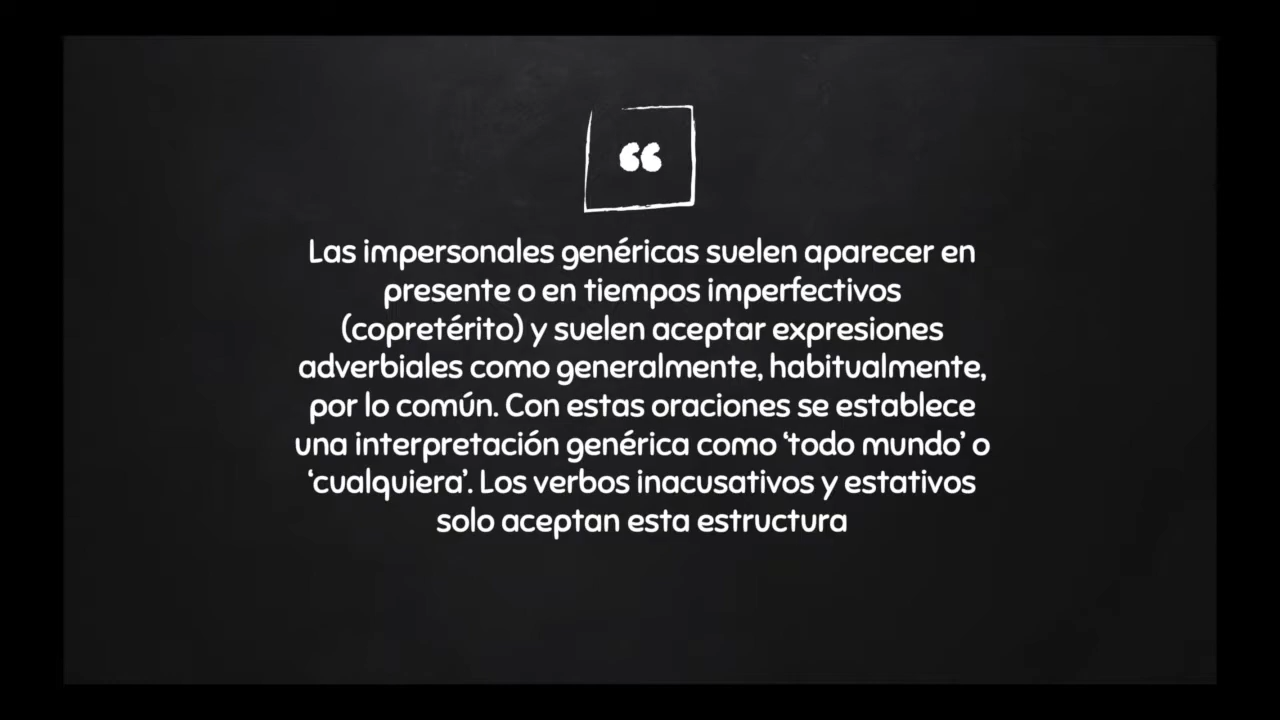 “
Las impersonales genéricas suelen aparecer en
presente o en tiempos imperfectivos
(copretérito) y suelen aceptar expresiones
adverbiales como generalmente, habitualmente,
por lo común. Con estas oraciones se establece
una interpretación genérica como ‘todo mundo’ o
‘cualquiera’. Los verbos inacusativos y estativos
solo aceptan esta estructura